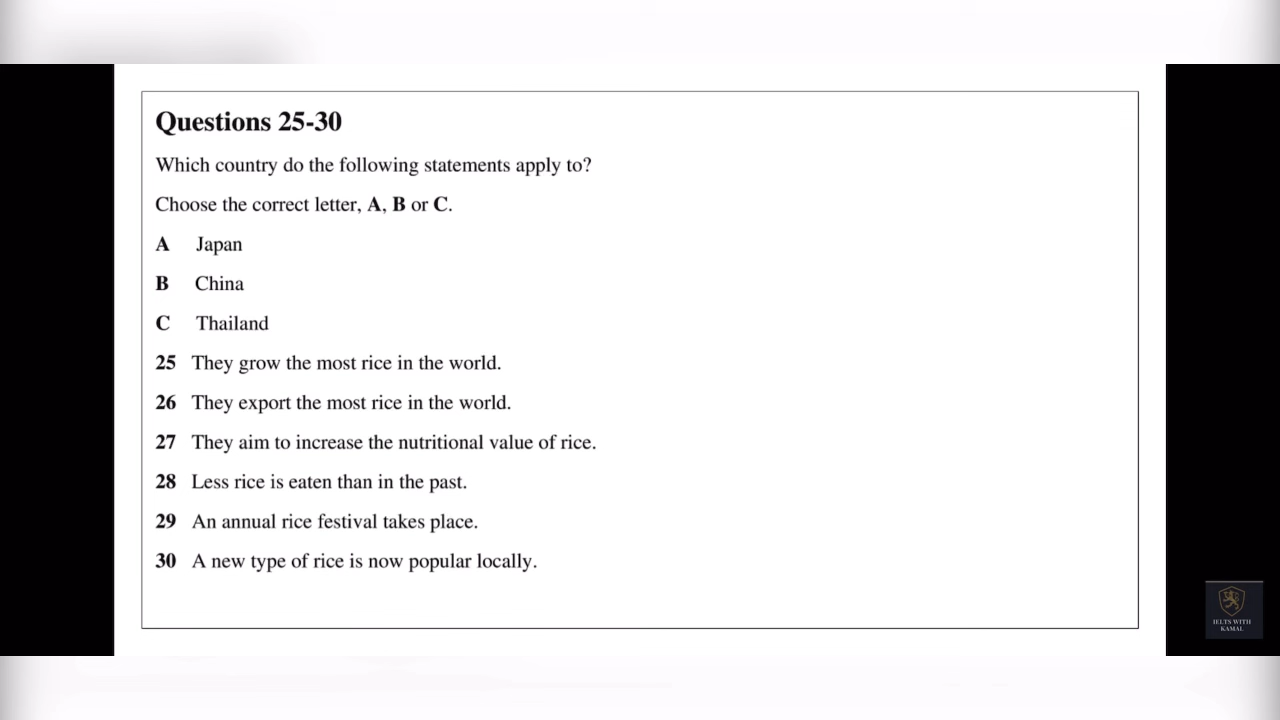 Questions 25-30
Which country do the following statements apply to?
Choose the correct letter, A, B or C.
A Japan
B China
C Thailand
25 They grow the most rice in the world.
26 They export the most rice in the world.
27 They aim to increase the nutritional value of rice.
28 Less rice is eaten than in the past.
29 An annual rice festival takes place.
30 A new type of rice is now popular locally.
IELTS WITH
KAMAL